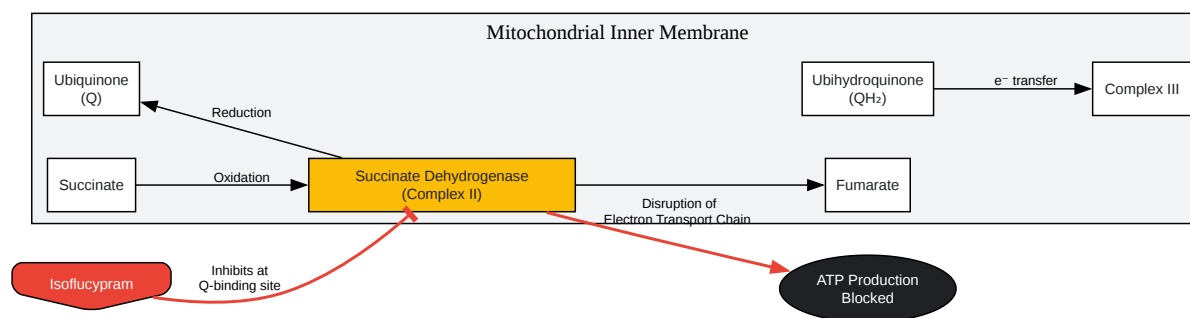 Mitochondrial Inner Membrane
Ubiquinone
(Q)
Reduction
Ubihydroquinone
(QH₂)
e⁻ transfer
Complex III
Succinate
Oxidation
Succinate Dehydrogenase
(Complex II)
Fumarate
Disruption of
Electron Transport Chain
Isoflucypram
Inhibits at
Q-binding site
ATP Production
Blocked